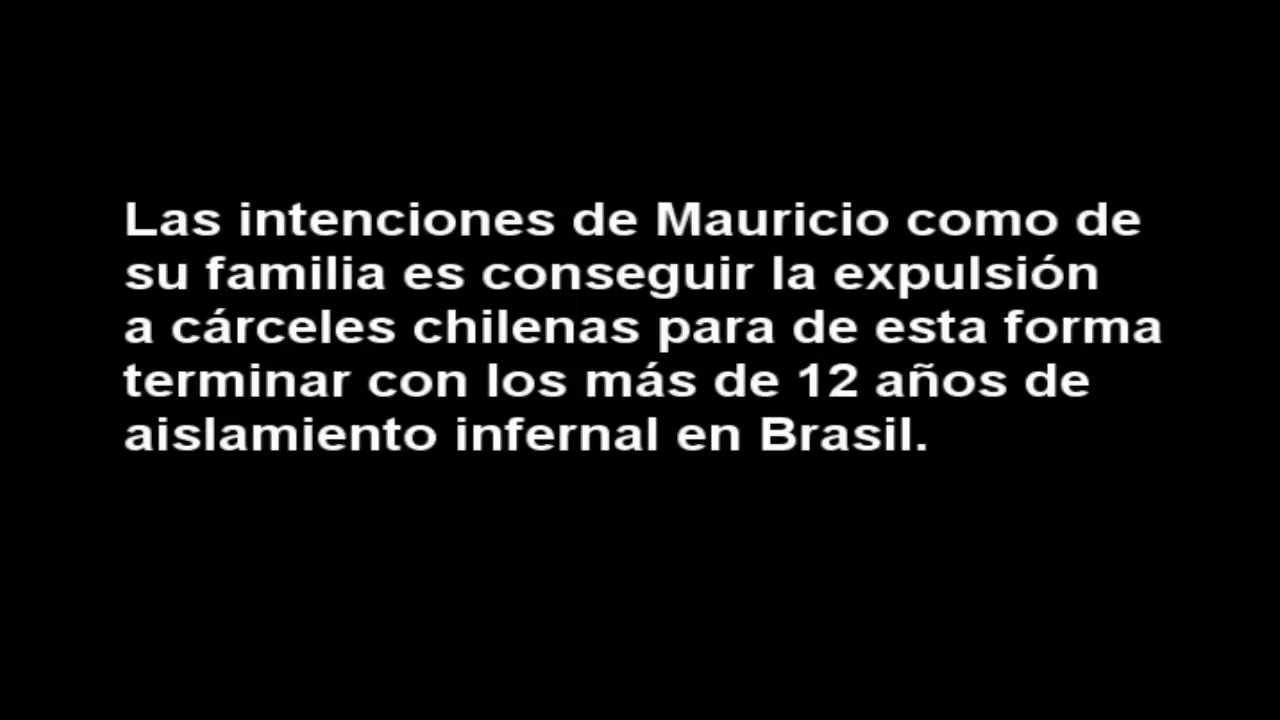 Las intenciones de Mauricio como de
su familia es conseguir la expulsión
a cárceles chilenas para de esta forma
terminar con los más de 12 años de
aislamiento infernal en Brasil.